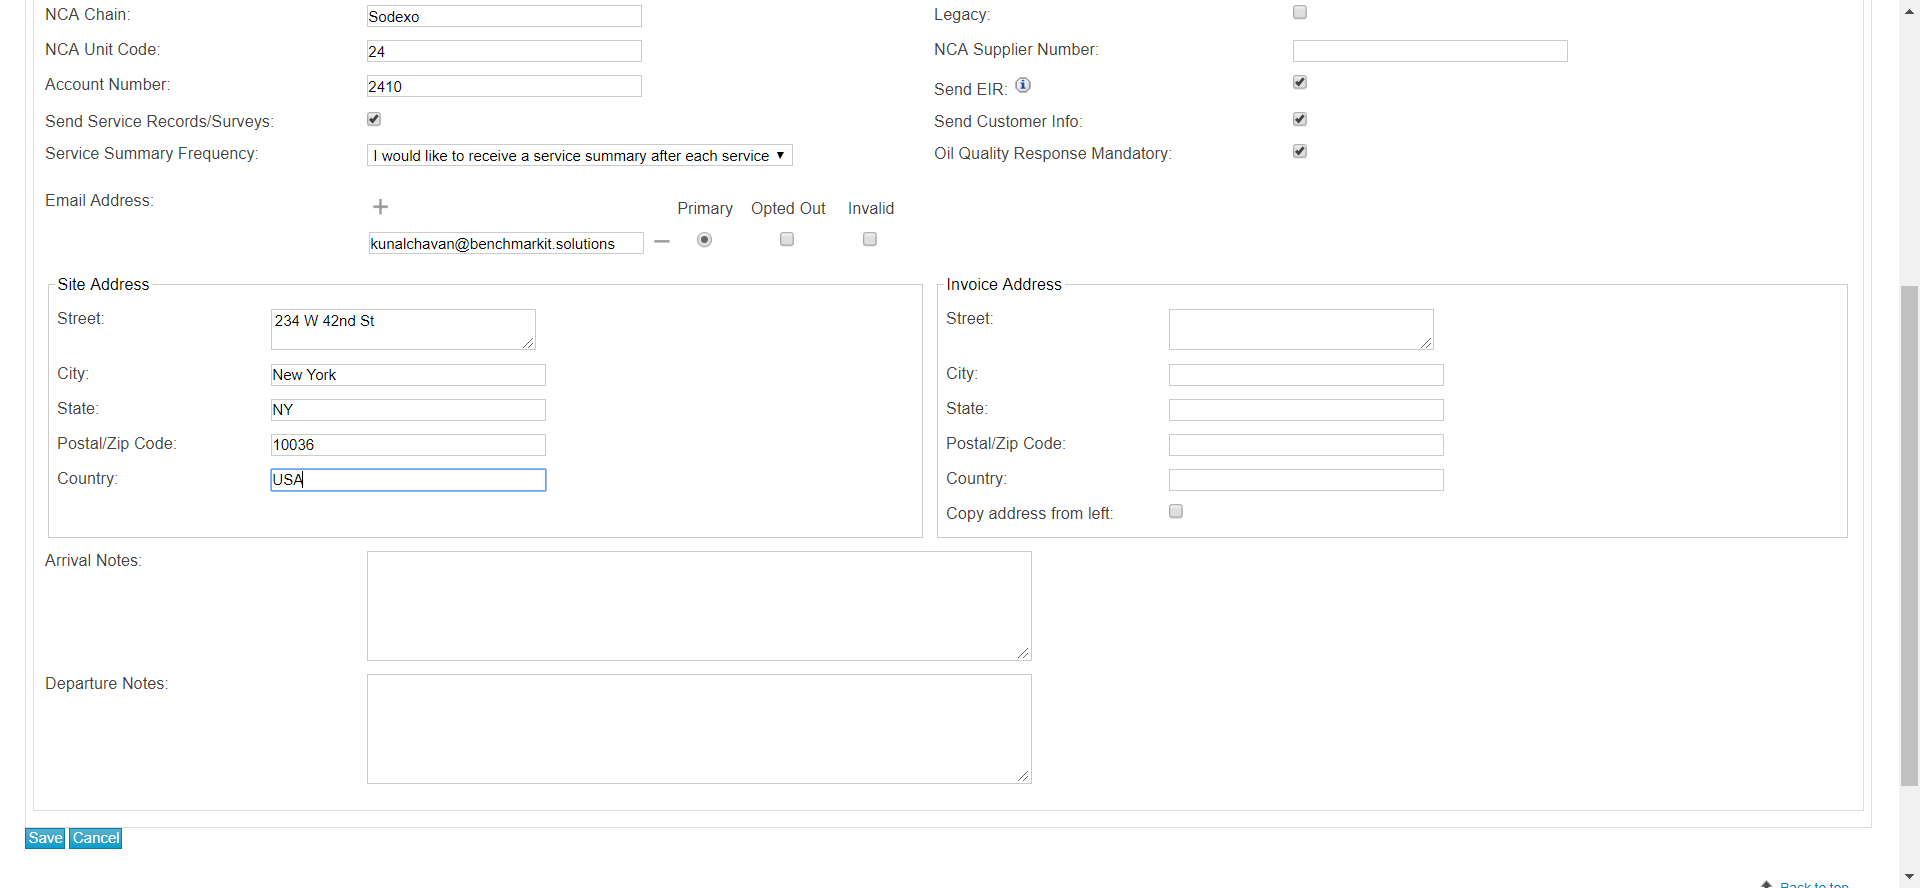 NCA Chain: Sodexo Legacy:
NCA Unit Code: 24 NCA Supplier Number:
Account Number: 2410 Send EIR:
Send Service Records/Surveys: Send Customer Info:
Service Summary Frequency: I would like to receive a service summary after each service Oil Quality Response Mandatory:
Email Address: Primary Opted Out Invalid
kunalchavan@benchmarkit.solutions
Site Address
Street: 234 W 42nd St
City: New York
State: NY
Postal/Zip Code: 10036
Country: USA
Invoice Address
Street:
City:
State:
Postal/Zip Code:
Country:
Copy address from left:
Arrival Notes:
Departure Notes:
Save Cancel
Back to top